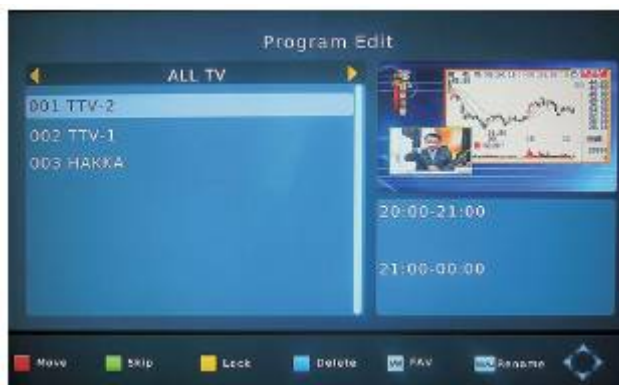 Program Edit
ALL TV
001 TTV-2
002 TTV-1
003 HAKKA
20:00-21:00
21:00-00:00
Move Skip Lock Delete FAV Rename